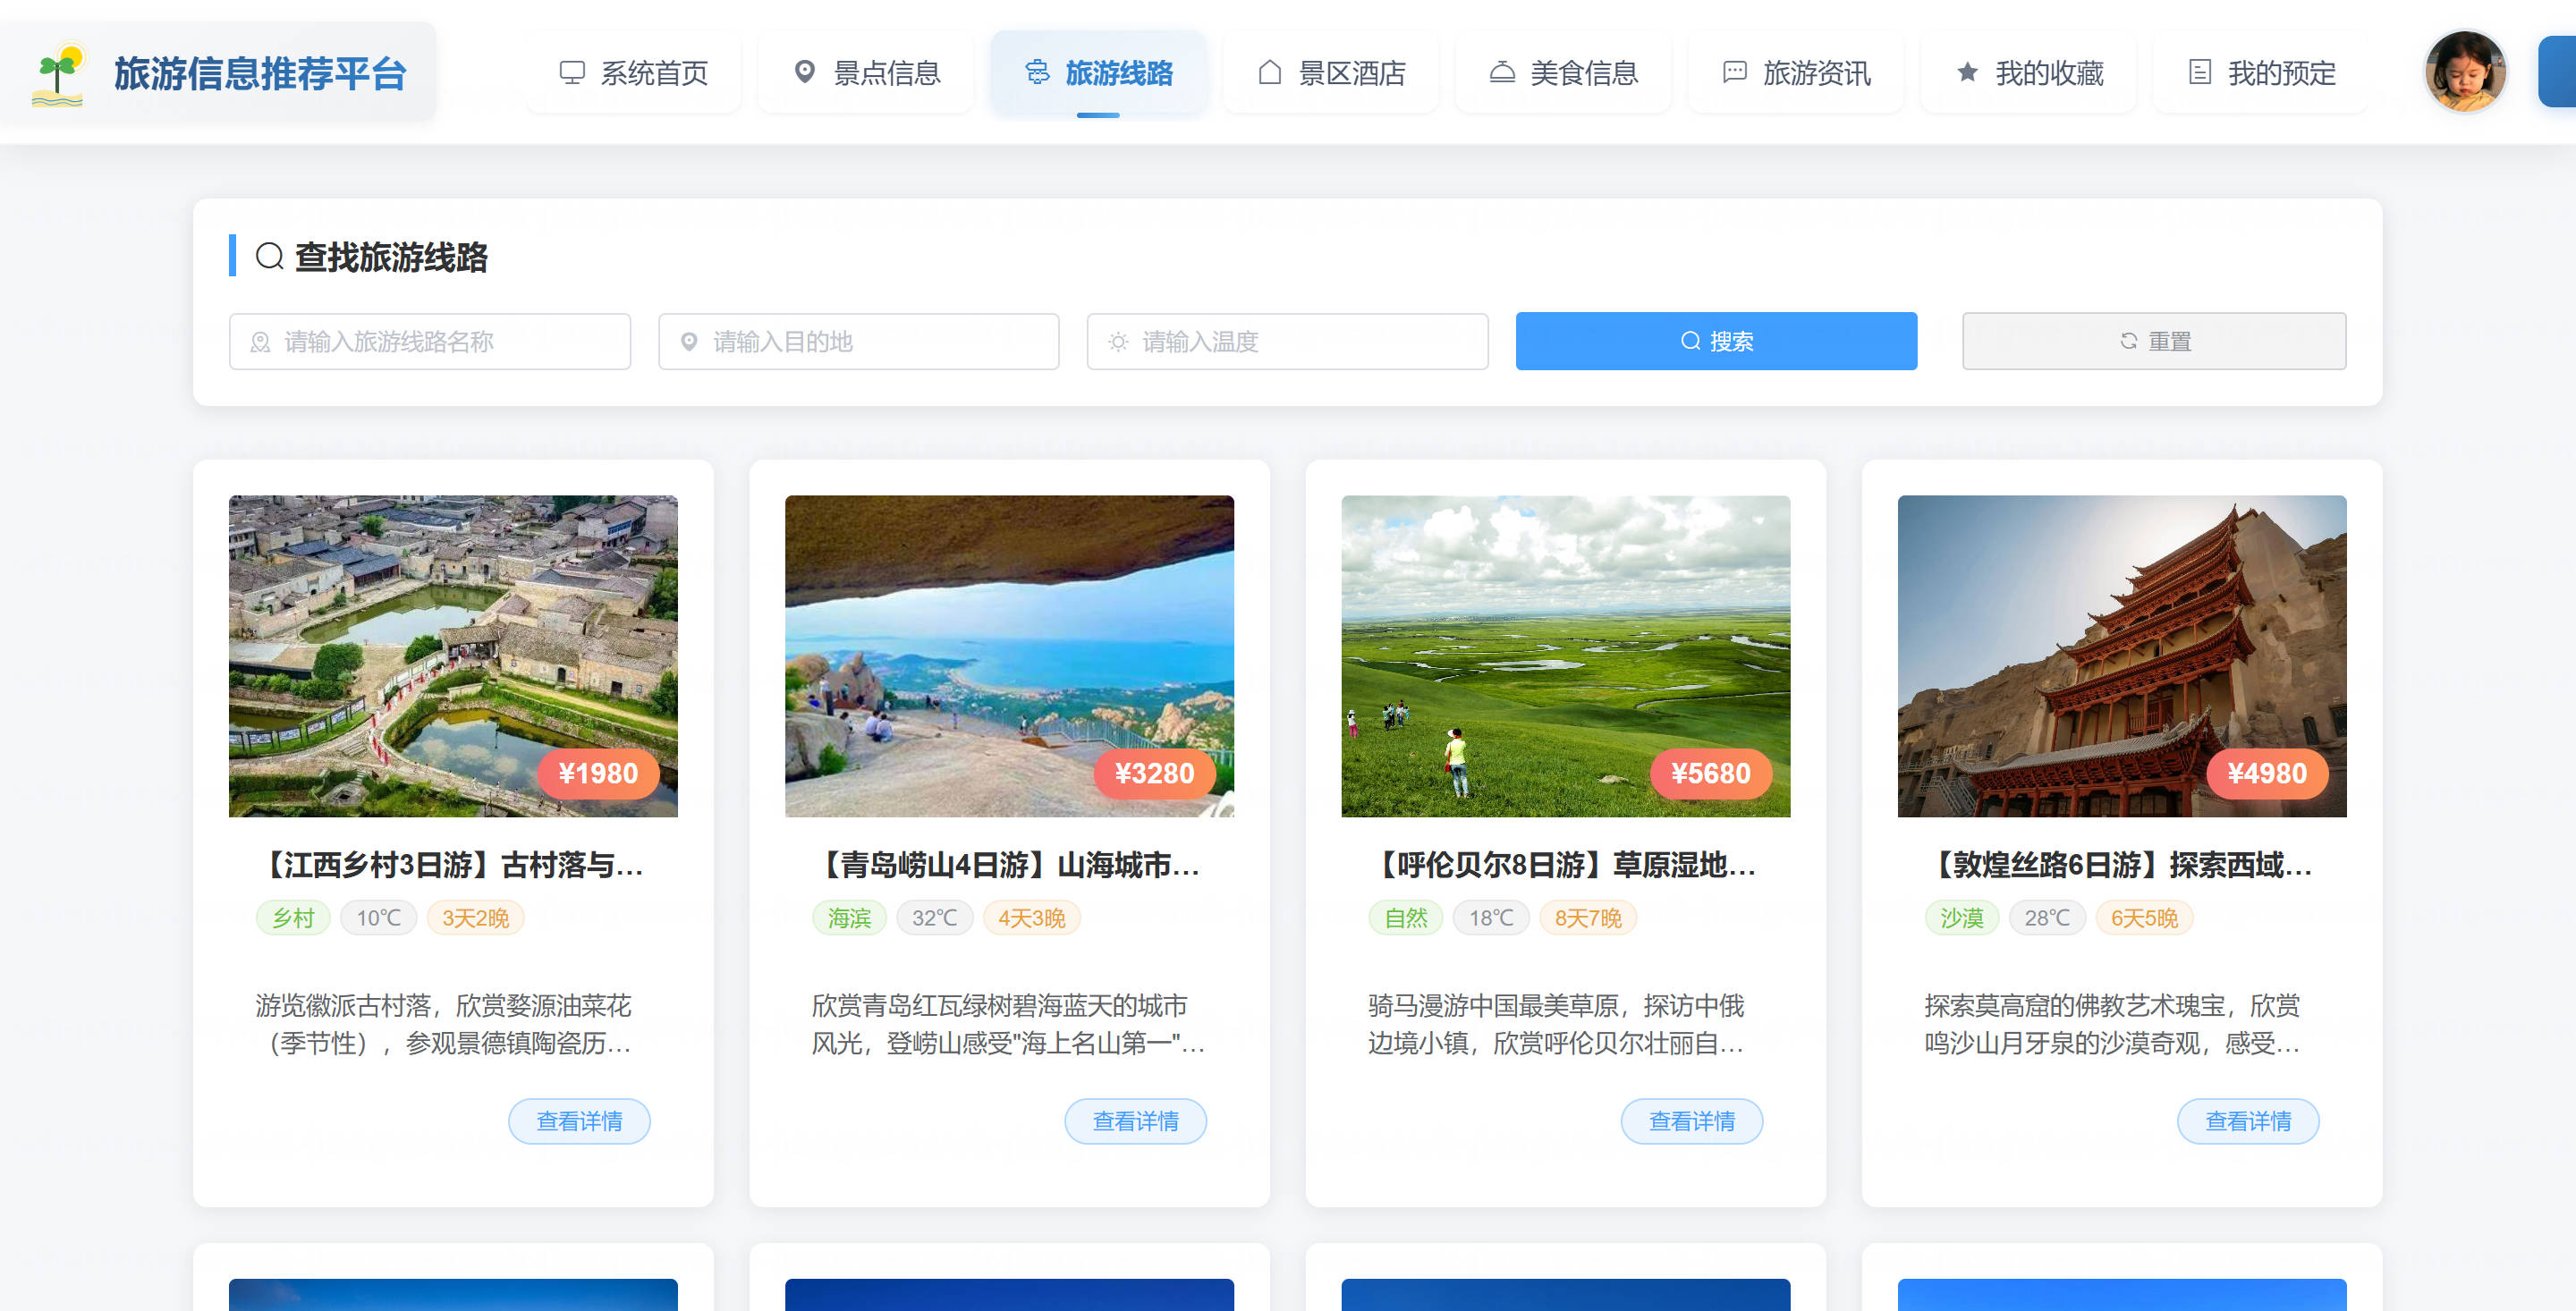 旅游信息推荐平台
系统首页
景点信息
旅游线路
景区酒店
美食信息
旅游资讯
我的收藏
我的预定
查找旅游线路
请输入旅游线路名称
请输入目的地
请输入温度
搜索
重置
¥1980
¥3280
¥5680
¥4980
【江西乡村3日游】古村落与...
乡村 10℃ 3天2晚
游览徽派古村落，欣赏婺源油菜花
（季节性），参观景德镇陶瓷历...
查看详情
【青岛崂山4日游】山海城市...
海滨 32℃ 4天3晚
欣赏青岛红瓦绿树碧海蓝天的城市
风光，登崂山感受"海上名山第一"...
查看详情
【呼伦贝尔8日游】草原湿地...
自然 18℃ 8天7晚
骑马漫游中国最美草原，探访中俄
边境小镇，欣赏呼伦贝尔壮丽自...
查看详情
【敦煌丝路6日游】探索西域...
沙漠 28℃ 6天5晚
探索莫高窟的佛教艺术瑰宝，欣赏
鸣沙山月牙泉的沙漠奇观，感受...
查看详情